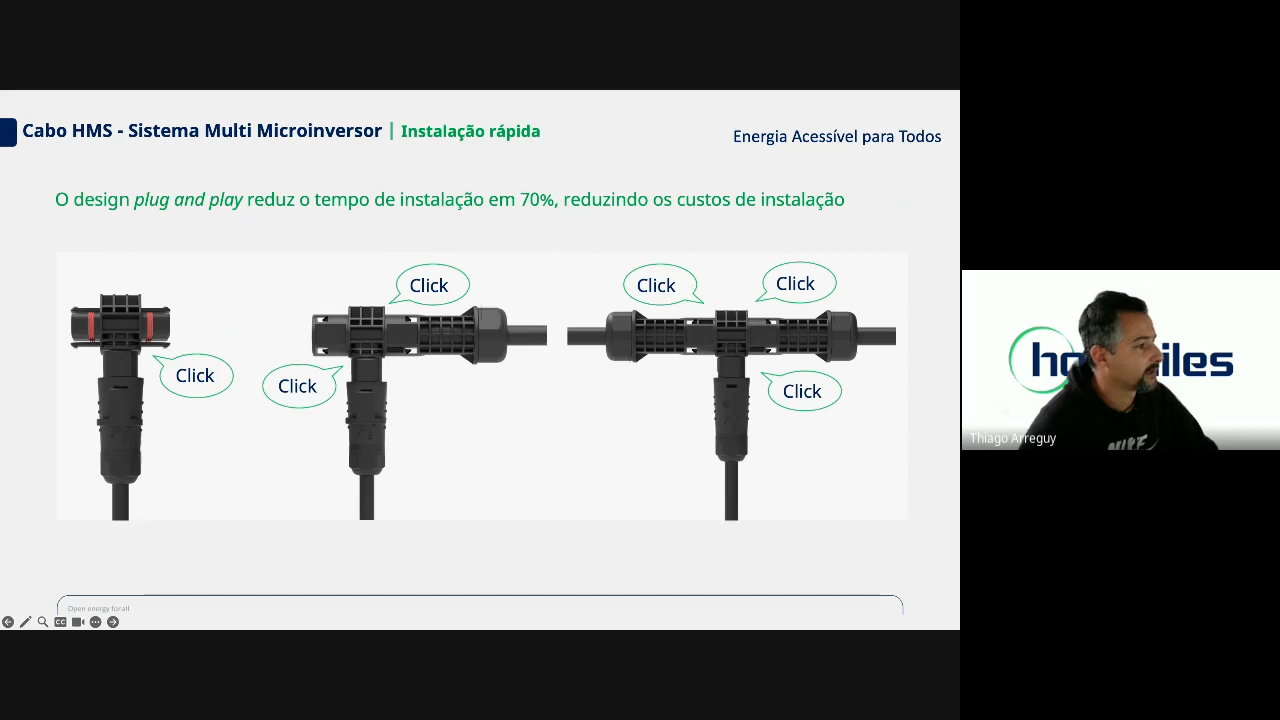 Cabo HMS - Sistema Multi Microinversor | Instalação rápida
Energia Acessível para Todos
O design plug and play reduz o tempo de instalação em 70%, reduzindo os custos de instalação
Click
Click
Click
Click
Click
Click
Open energy for all
CC
Thiago Arreguy
NIKE